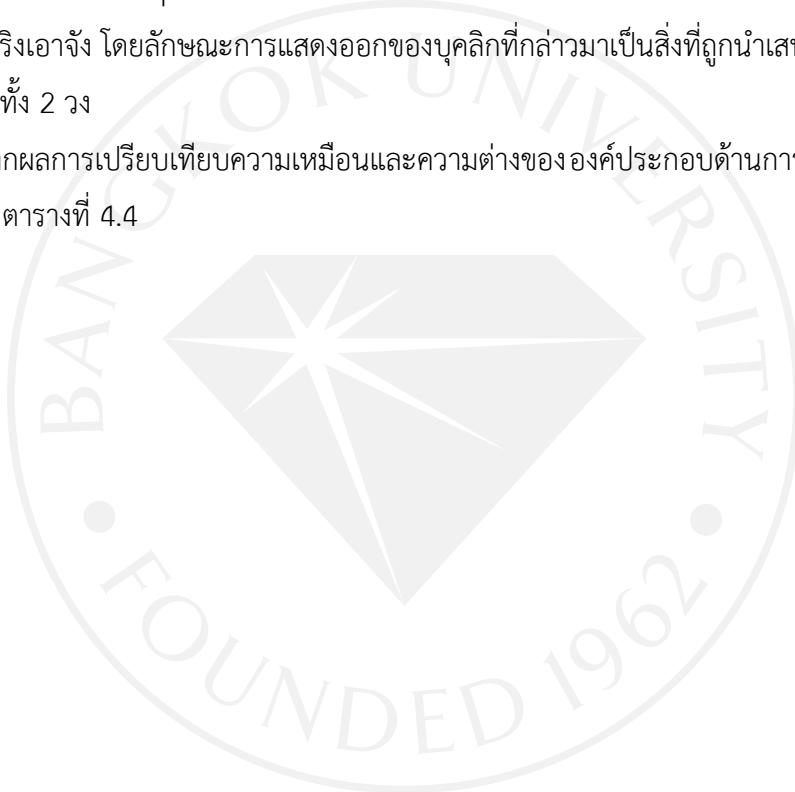 ริงเอาจัง โดยลักษณะการแสดงออกของบุคลิกที่กล่าวมาเป็นสิ่งที่ถูกนำเส
ทั้ง 2 วง
กผลการเปรียบเทียบความเหมือนและความต่างขององค์ประกอบด้านการ
ตารางที่ 4.4
BANGKOK UNIVERSITY
FOUNDED 1962